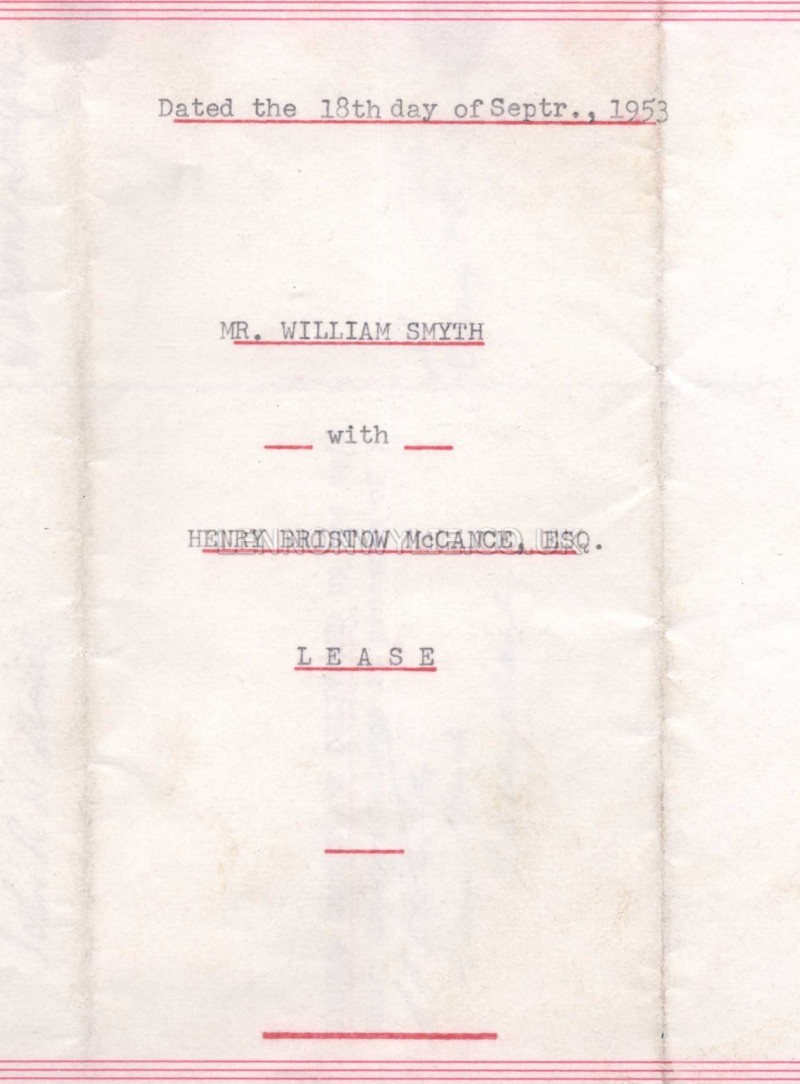 Dated the 18th day of Septr., 1953
MR. WILLIAM SMYTH
with
HENRY BRISTOW McCANCE, ESQ.
L E A S E